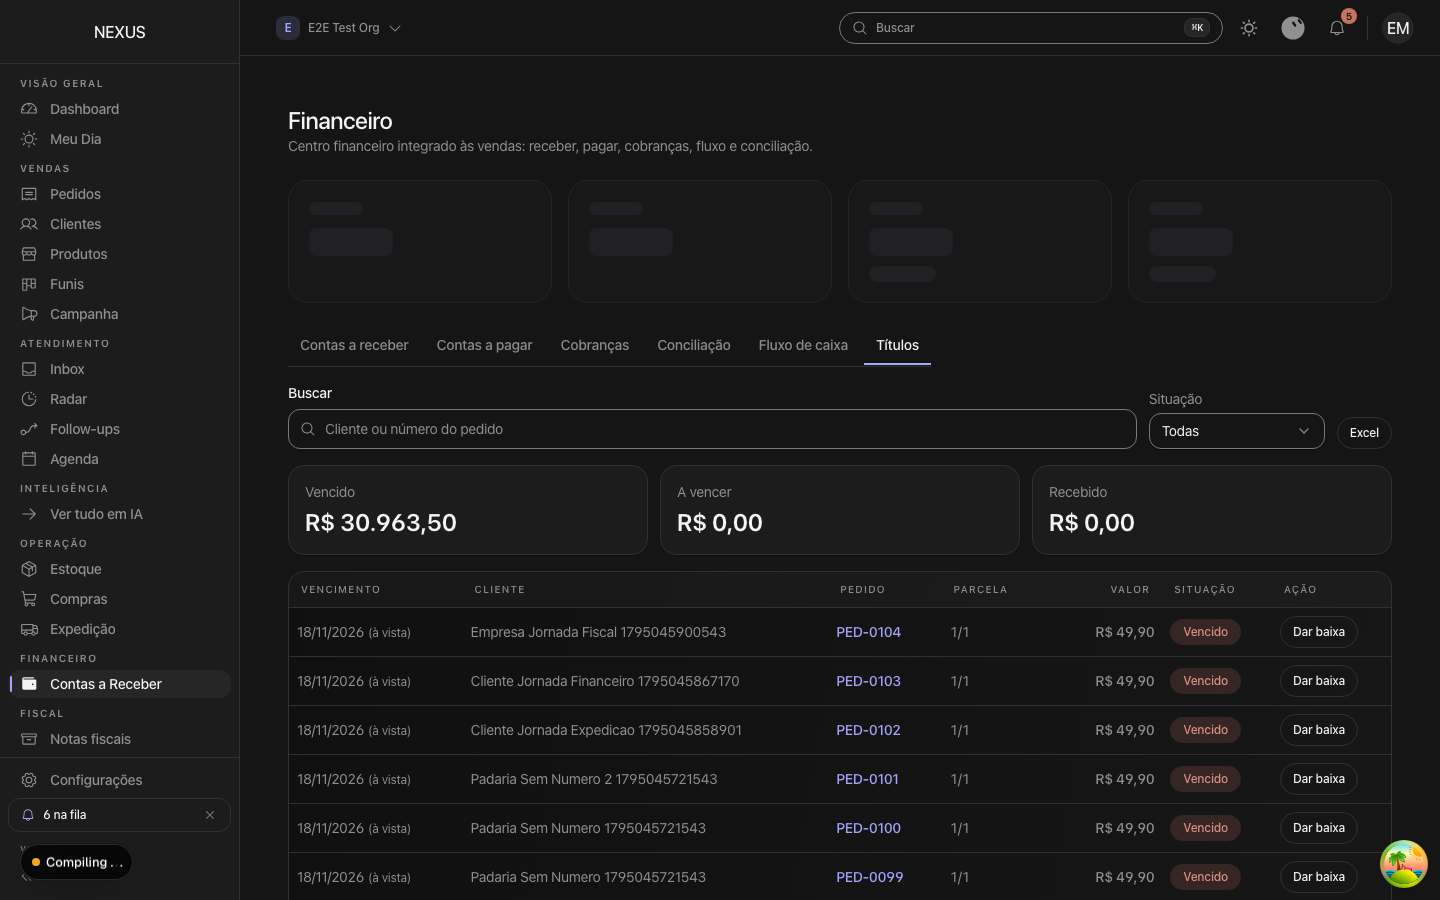 NEXUS
VISÃO GERAL
Dashboard
Meu Dia
VENDAS
Pedidos
Clientes
Produtos
Funis
Campanha
ATENDIMENTO
Inbox
Radar
Follow-ups
Agenda
INTELIGÊNCIA
Ver tudo em IA
OPERAÇÃO
Estoque
Compras
Expedição
FINANCEIRO
Contas a Receber
FISCAL
Notas fiscais
Configurações
6 na fila
Compiling . .
E E2E Test Org
Buscar ⌘K
5
EM
Financeiro
Centro financeiro integrado às vendas: receber, pagar, cobranças, fluxo e conciliação.
Contas a receber Contas a pagar Cobranças Conciliação Fluxo de caixa Títulos
Buscar
Cliente ou número do pedido
Situação
Todas
Excel
Vencido
R$ 30.963,50
A vencer
R$ 0,00
Recebido
R$ 0,00
VENCIMENTO CLIENTE PEDIDO PARCELA VALOR SITUAÇÃO AÇÃO
18/11/2026 (à vista) Empresa Jornada Fiscal 1795045900543 PED-0104 1/1 R$ 49,90 Vencido Dar baixa
18/11/2026 (à vista) Cliente Jornada Financeiro 1795045867170 PED-0103 1/1 R$ 49,90 Vencido Dar baixa
18/11/2026 (à vista) Cliente Jornada Expedicao 1795045858901 PED-0102 1/1 R$ 49,90 Vencido Dar baixa
18/11/2026 (à vista) Padaria Sem Numero 2 1795045721543 PED-0101 1/1 R$ 49,90 Vencido Dar baixa
18/11/2026 (à vista) Padaria Sem Numero 1795045721543 PED-0100 1/1 R$ 49,90 Vencido Dar baixa
18/11/2026 (à vista) Padaria Sem Numero 1795045721543 PED-0099 1/1 R$ 49,90 Vencido Dar baixa